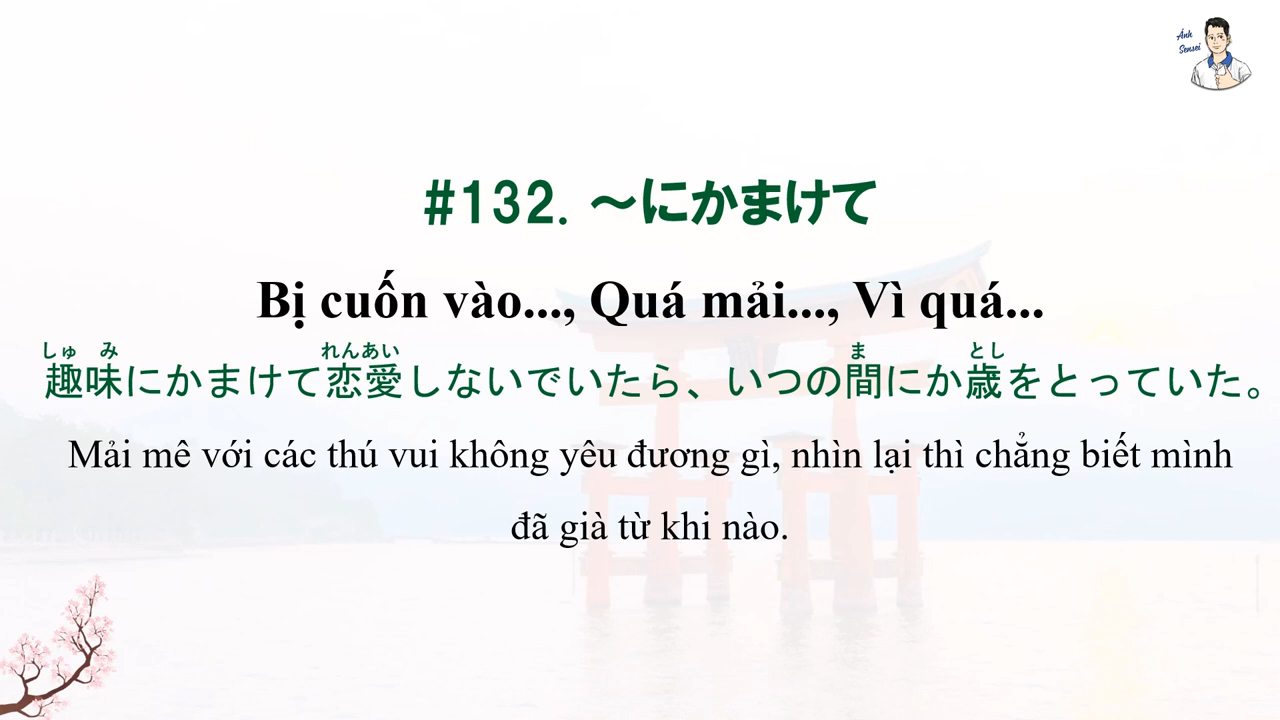 Ánh
Sensei
#132. ～にかまけて
Bị cuốn vào..., Quá mải..., Vì quá...
しゅ み れんあい ま とし
趣味にかまけて恋愛しないでいたら、いつの間にか歳をとっていた。
Mải mê với các thú vui không yêu đương gì, nhìn lại thì chẳng biết mình
đã già từ khi nào.